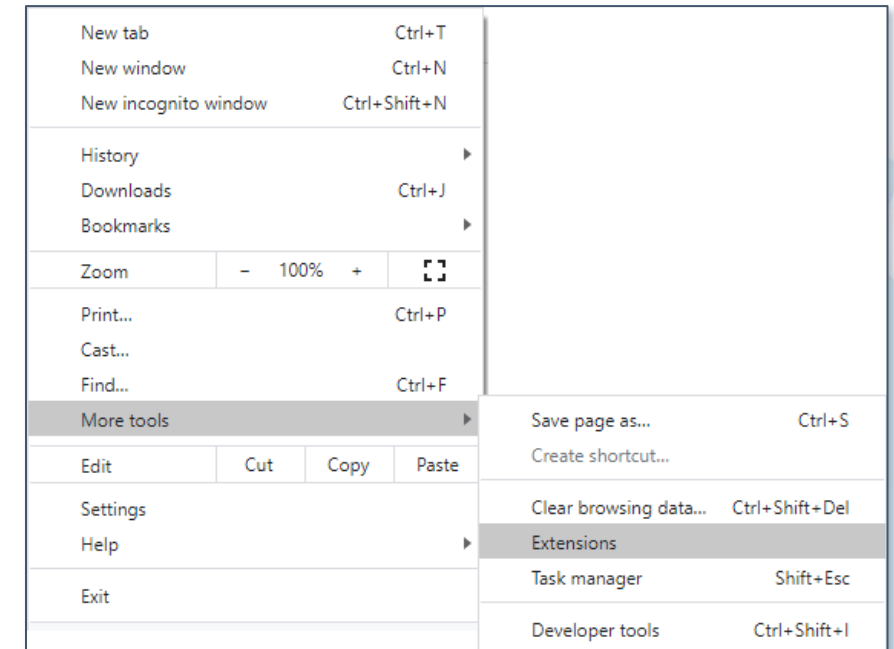 New tab Ctrl+T
New window Ctrl+N
New incognito window Ctrl+Shift+N
History
Downloads Ctrl+J
Bookmarks
Zoom – 100% +
Print... Ctrl+P
Cast...
Find... Ctrl+F
More tools
Edit Cut Copy Paste
Settings
Help
Exit
Save page as... Ctrl+S
Create shortcut...
Clear browsing data... Ctrl+Shift+Del
Extensions
Task manager Shift+Esc
Developer tools Ctrl+Shift+I